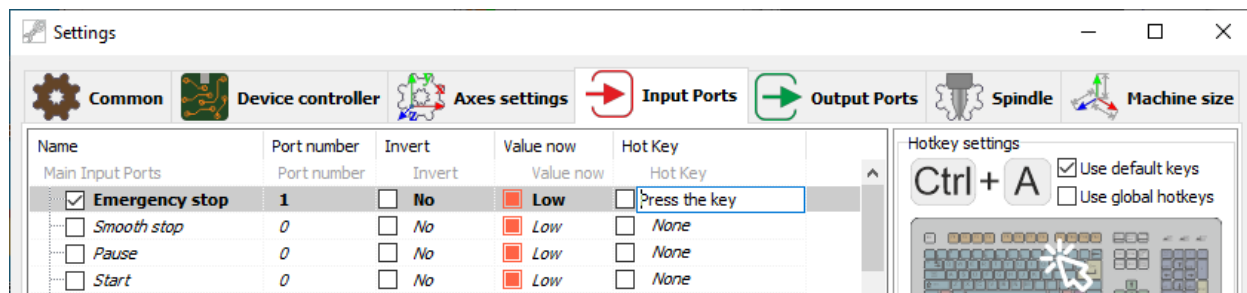 Settings
Common Device controller Axes settings Input Ports Output Ports Spindle Machine size
Name Port number Invert Value now Hot Key
Main Input Ports Port number Invert Value now Hot Key
Emergency stop 1 No Low Press the key
Smooth stop 0 No Low None
Pause 0 No Low None
Start 0 No Low None
Hotkey settings
Ctrl + A
Use default keys
Use global hotkeys